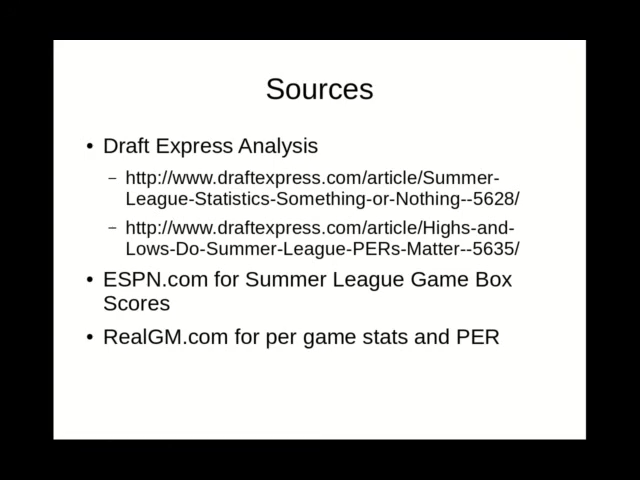 Sources
• Draft Express Analysis
– http://www.draftexpress.com/article/Summer-
League-Statistics-Something-or-Nothing--5628/
– http://www.draftexpress.com/article/Highs-and-
Lows-Do-Summer-League-PERs-Matter--5635/
• ESPN.com for Summer League Game Box
Scores
• RealGM.com for per game stats and PER